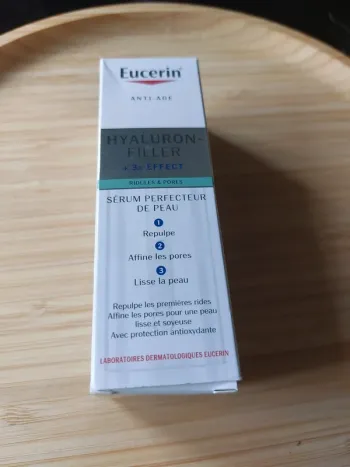 Eucerin®
ANTI-AGE
HYALURON-
FILLER
+ 3x EFFECT
RIDULES & PORES
SÉRUM PERFECTEUR
DE PEAU
1
Repulpe
2
Affine les pores
3
Lisse la peau
Repulpe les premières rides
Affine les pores pour une peau
lisse et soyeuse
Avec protection antioxydante
LABORATOIRES DERMATOLOGIQUES EUCERIN